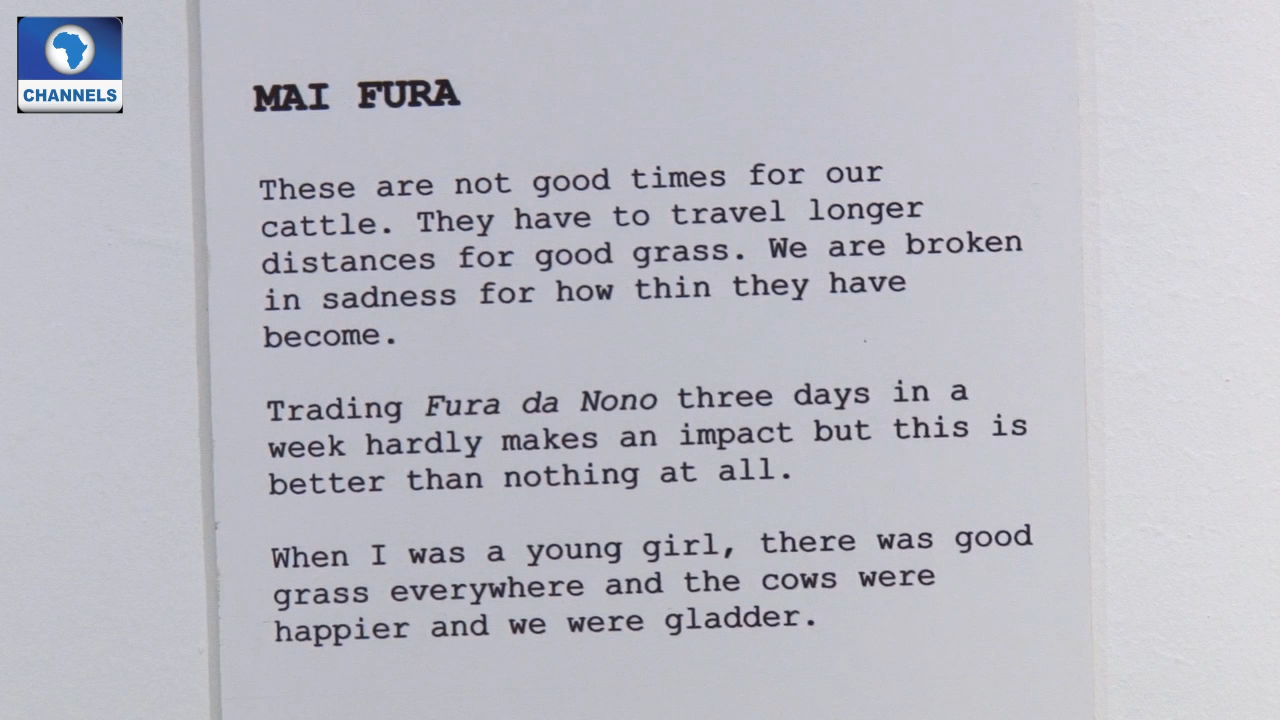 CHANNELS
MAI FURA
These are not good times for our
cattle. They have to travel longer
distances for good grass. We are broken
in sadness for how thin they have
become.
Trading Fura da Nono three days in a
week hardly makes an impact but this is
better than nothing at all.
When I was a young girl, there was good
grass everywhere and the cows were
happier and we were gladder.